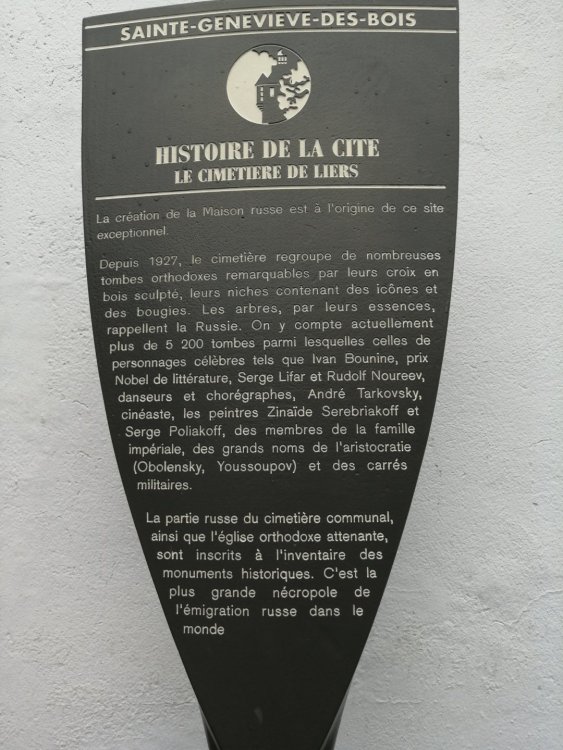 SAINTE-GENEVIEVE-DES-BOIS
HISTOIRE DE LA CITE
LE CIMETIERE DE LIERS
La création de la Maison russe est à l'origine de ce site
exceptionnel.
Depuis 1927, le cimetière regroupe de nombreuses
tombes orthodoxes remarquables par leurs croix en
bois sculpté, leurs niches contenant des icônes et
des bougies. Les arbres, par leurs essences,
rappellent la Russie. On y compte actuellement
plus de 5 200 tombes parmi lesquelles celles de
personnages célèbres tels que Ivan Bounine, prix
Nobel de littérature, Serge Lifar et Rudolf Noureev,
danseurs et chorégraphes, André Tarkovsky,
cinéaste, les peintres Zinaïde Serebriakoff et
Serge Poliakoff, des membres de la famille
impériale, des grands noms de l'aristocratie
(Obolensky, Youssoupov) et des carrés
militaires.
La partie russe du cimetière communal,
ainsi que l'église orthodoxe attenante,
sont inscrits à l'inventaire des
monuments historiques. C'est la
plus grande nécropole de
l'émigration russe dans le
monde